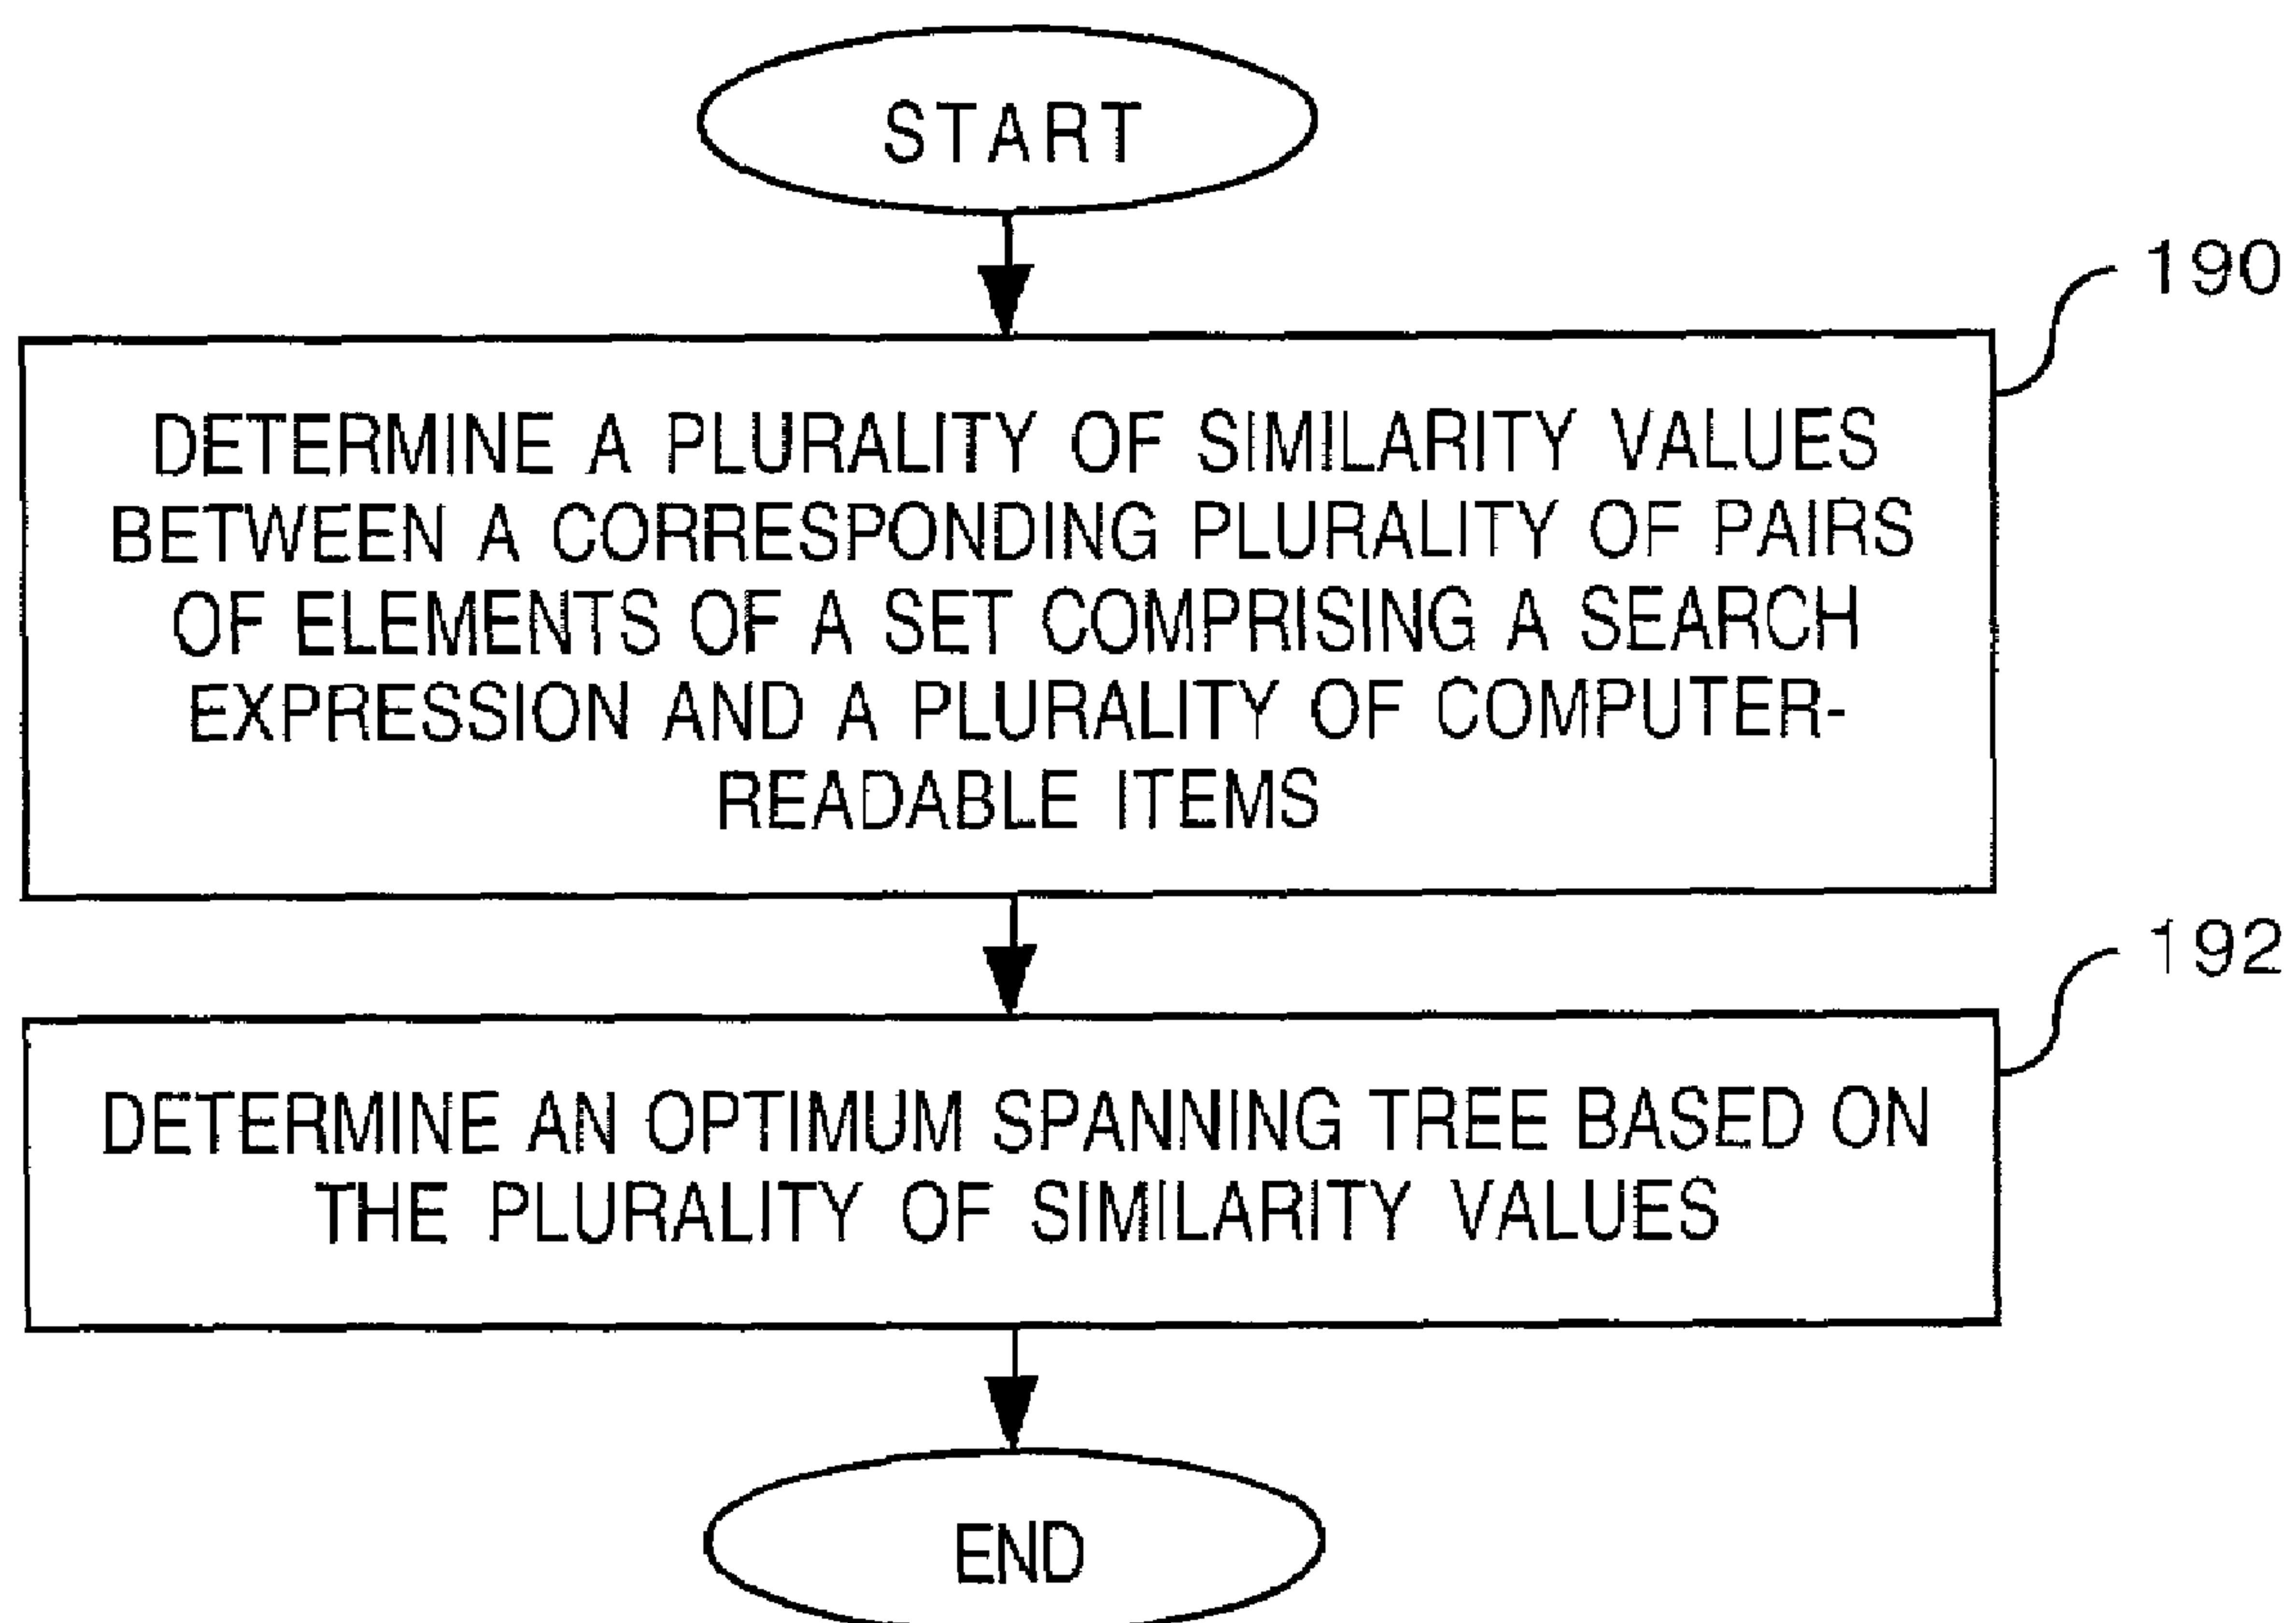 START
190
DETERMINE A PLURALITY OF SIMILARITY VALUES
BETWEEN A CORRESPONDING PLURALITY OF PAIRS
OF ELEMENTS OF A SET COMPRISING A SEARCH
EXPRESSION AND A PLURALITY OF COMPUTER-
READABLE ITEMS
192
DETERMINE AN OPTIMUM SPANNING TREE BASED ON
THE PLURALITY OF SIMILARITY VALUES
END